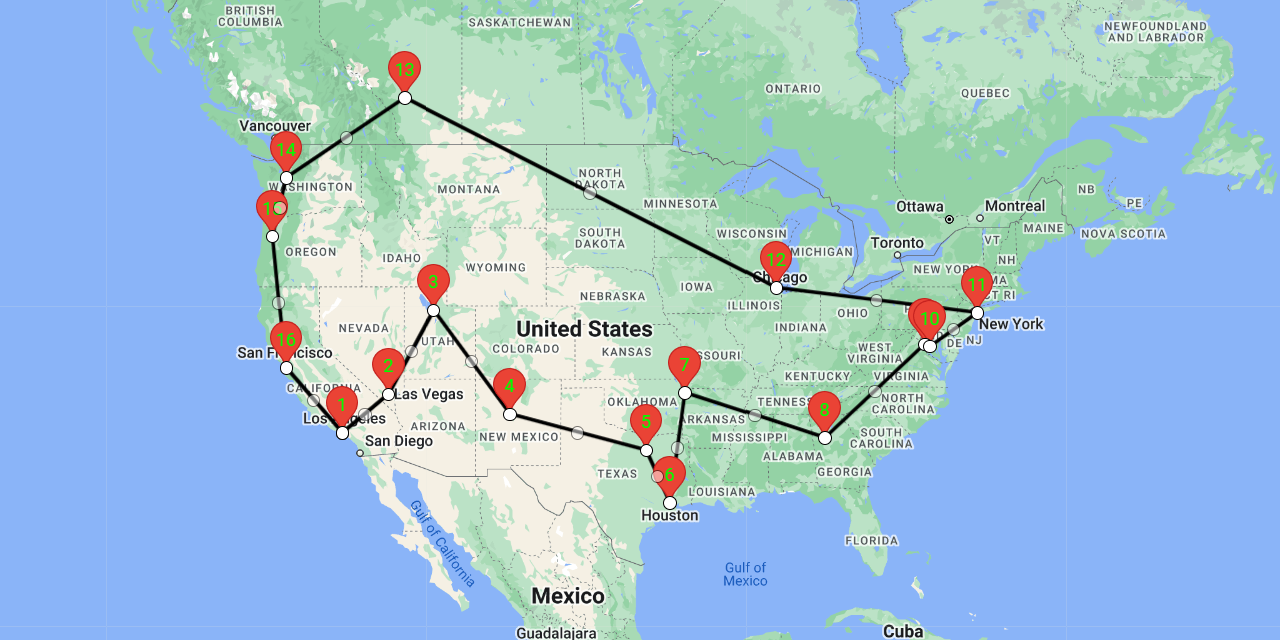 BRITISH
COLUMBIA
SASKATCHEWAN
NEWFOUNDLAND
AND LABRADOR
13
ONTARIO
QUEBEC
Vancouver
14
WASHINGTON
MONTANA
NORTH
DAKOTA
MINNESOTA
Ottawa
Montreal
NB
PE
NOVA SCOTIA
MAINE
OREGON
SOUTH
DAKOTA
WISCONSIN
MICHIGAN
Toronto
VT
NH
IDAHO
WYOMING
12
Chicago
NEW YORK
MA
CT RI
3
11
IOWA
NEBRASKA
ILLINOIS
OHIO
10
New York
NEVADA
UTAH
United States
INDIANA
DE
NJ
16
San Francisco
COLORADO
KANSAS
WEST
VIRGINIA
2
7
KENTUCKY
VIRGINIA
CALIFORNIA
Las Vegas
4
OKLAHOMA
TENNESS
NORTH
CAROLINA
1
Los Angeles
ARIZONA
NEW MEXICO
5
ARKANSAS
8
MISSISSIPPI
SOUTH
CAROLINA
San Diego
ALABAMA
GEORGIA
TEXAS
6
LOUISIANA
Houston
Gulf of California
FLORIDA
Gulf of
Mexico
Mexico
Guadalajara
Cuba